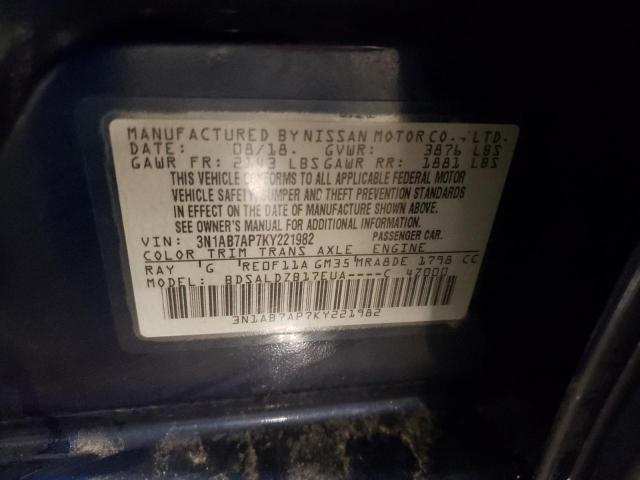 MANUFACTURED BY NISSAN MOTOR CO., LTD.
08/18. GVWR: 3876 LBS
GAWR FR: 2143 LBS GAWR RR: 1881 LBS
THIS VEHICLE CONFORMS TO ALL APPLICABLE FEDERAL MOTOR
VEHICLE SAFETY, BUMPER AND THEFT PREVENTION STANDARDS
IN EFFECT ON THE DATE OF MANUFACTURE SHOWN ABOVE.
SEE OWNER'S MANUAL FOR ADDITIONAL INFORMATION
VIN: 3N1AB7AP7KY221982 PASSENGER CAR.
COLOR TRIM TRANS AXLE ENGINE
RAY G RE0F11A GM35 MRA8DE 1798 CC
MODEL: BDSALDZB17EUA----C 47000
3N1AB7AP7KY221982